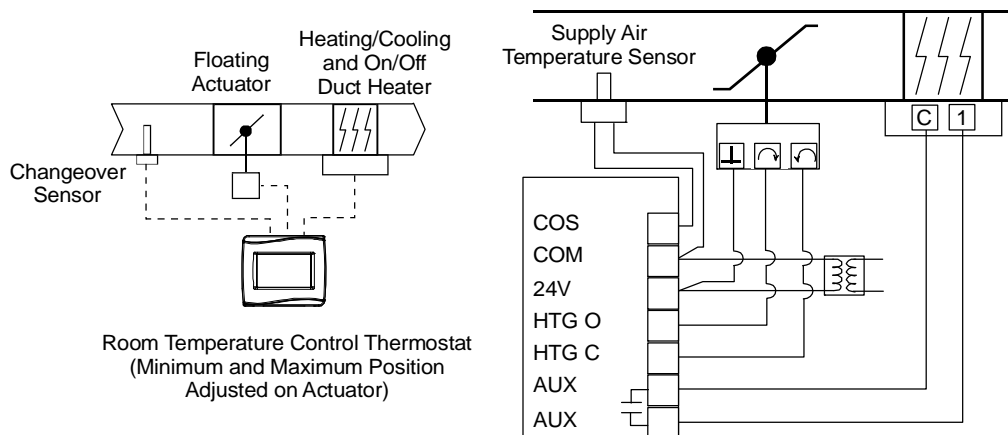 Floating
Actuator
Heating/Cooling
and On/Off
Duct Heater
Changeover
Sensor
Room Temperature Control Thermostat
(Minimum and Maximum Position
Adjusted on Actuator)
Supply Air
Temperature Sensor
C 1
COS
COM
24V
HTG O
HTG C
AUX
AUX